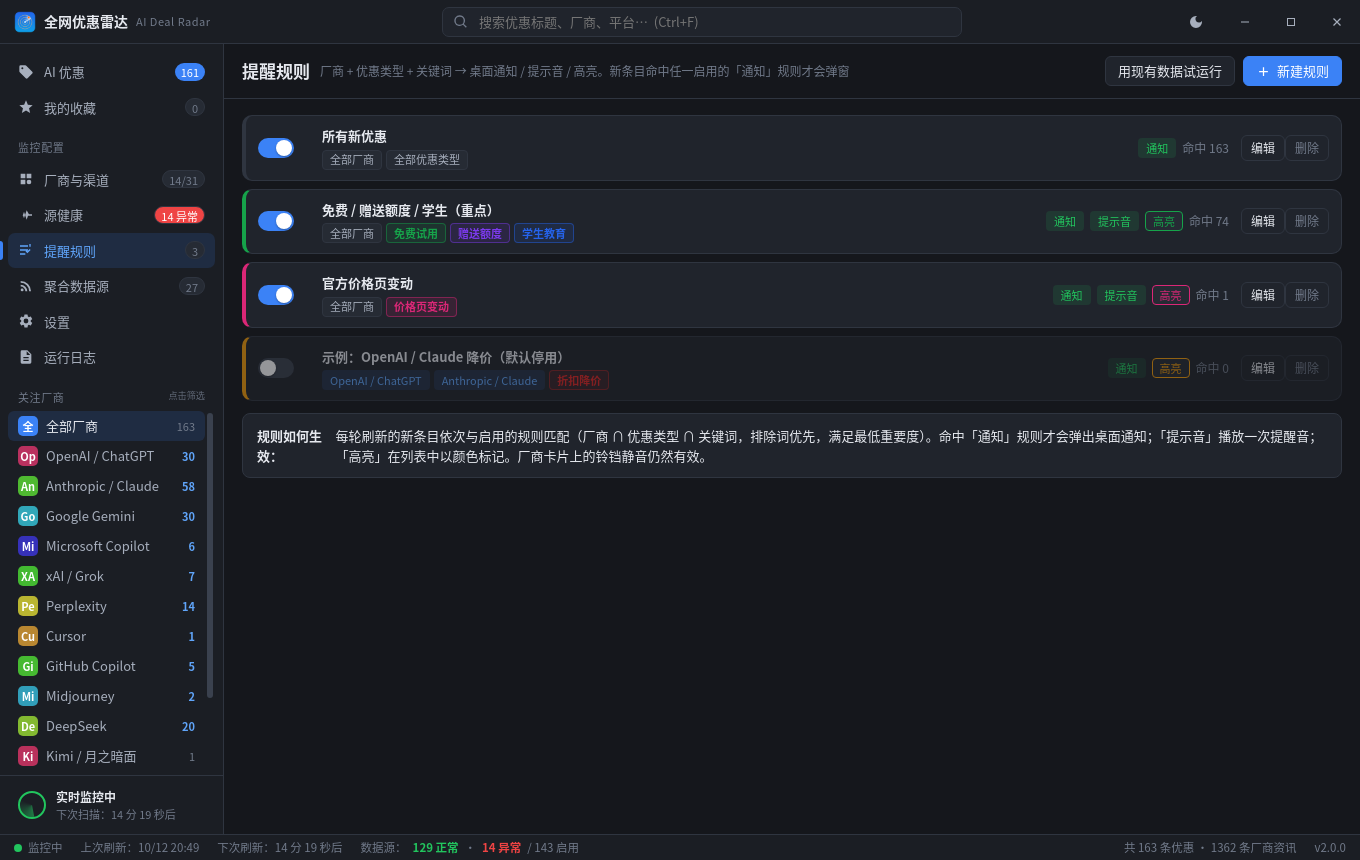 全网优惠雷达 AI Deal Radar
搜索优惠标题、厂商、平台… (Ctrl+F)
AI 优惠 161
我的收藏 0
监控配置
厂商与渠道 14/31
源健康 14 异常
提醒规则 3
聚合数据源 27
设置
运行日志
关注厂商 点击筛选
全 全部厂商 163
Op OpenAI / ChatGPT 30
An Anthropic / Claude 58
Go Google Gemini 30
Mi Microsoft Copilot 6
XA xAI / Grok 7
Pe Perplexity 14
Cu Cursor 1
Gi GitHub Copilot 5
Mi Midjourney 2
De DeepSeek 20
Ki Kimi / 月之暗面 1
实时监控中
下次扫描：14 分 19 秒后
提醒规则 厂商 + 优惠类型 + 关键词 → 桌面通知 / 提示音 / 高亮。新条目命中任一启用的「通知」规则才会弹窗
用现有数据试运行 + 新建规则
所有新优惠
全部厂商 全部优惠类型
通知 命中 163 编辑 删除
免费 / 赠送额度 / 学生（重点）
全部厂商 免费试用 赠送额度 学生教育
通知 提示音 高亮 命中 74 编辑 删除
官方价格页变动
全部厂商 价格页变动
通知 提示音 高亮 命中 1 编辑 删除
示例：OpenAI / Claude 降价（默认停用）
OpenAI / ChatGPT Anthropic / Claude 折扣降价
通知 高亮 命中 0 编辑 删除
规则如何生效：
每轮刷新的新条目依次与启用的规则匹配（厂商 ∩ 优惠类型 ∩ 关键词，排除词优先，满足最低重要度）。命中「通知」规则才会弹出桌面通知；「提示音」播放一次提醒音；
「高亮」在列表中以颜色标记。厂商卡片上的铃铛静音仍然有效。
监控中 上次刷新：10/12 20:49 下次刷新：14 分 19 秒后 数据源： 129 正常 · 14 异常 / 143 启用
共 163 条优惠 · 1362 条厂商资讯 v2.0.0